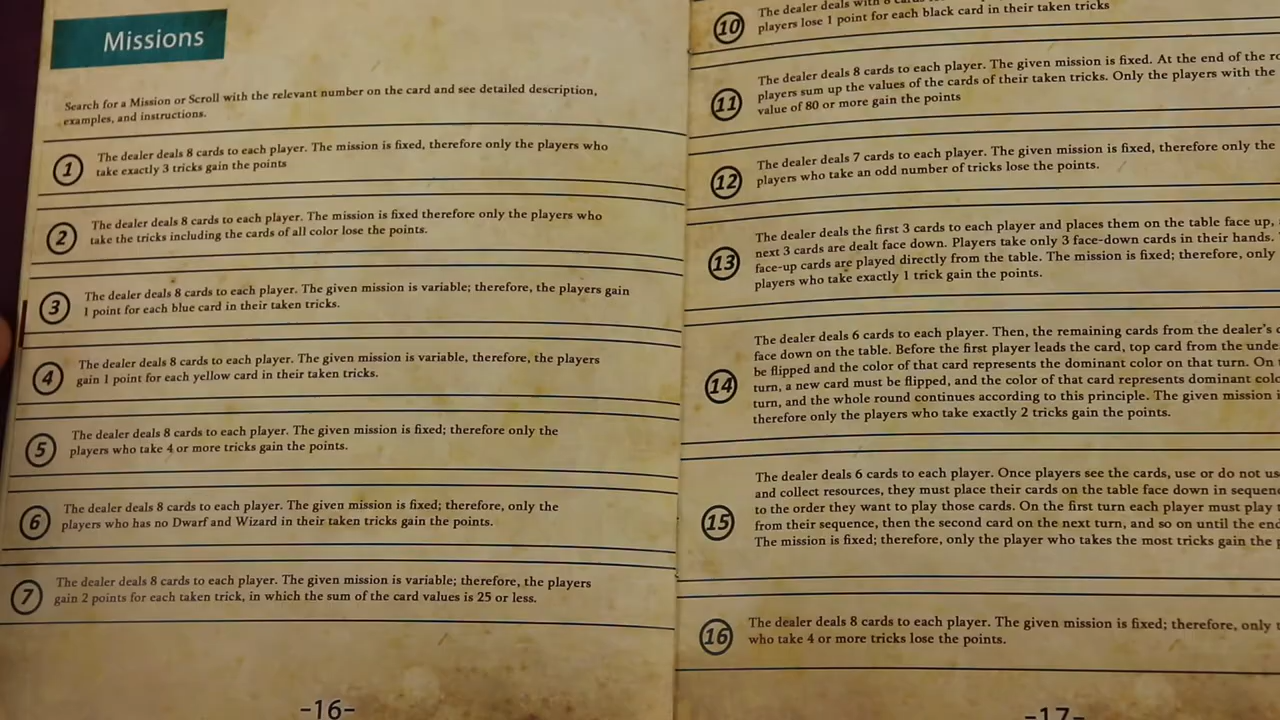 Missions
Search for a Mission or Scroll with the relevant number on the card and see detailed description,
examples, and instructions.
1 The dealer deals 8 cards to each player. The mission is fixed, therefore only the players who
take exactly 3 tricks gain the points
2 The dealer deals 8 cards to each player. The mission is fixed therefore only the players who
take the tricks including the cards of all color lose the points.
3 The dealer deals 8 cards to each player. The given mission is variable; therefore, the players gain
1 point for each blue card in their taken tricks.
4 The dealer deals 8 cards to each player. The given mission is variable, therefore, the players
gain 1 point for each yellow card in their taken tricks.
5 The dealer deals 8 cards to each player. The given mission is fixed; therefore only the
players who take 4 or more tricks gain the points.
6 The dealer deals 8 cards to each player. The given mission is fixed; therefore, only the
players who has no Dwarf and Wizard in their taken tricks gain the points.
7 The dealer deals 8 cards to each player. The given mission is variable; therefore, the players
gain 2 points for each taken trick, in which the sum of the card values is 25 or less.
-16-
10 The dealer deals with 8
players lose 1 point for each black card in their taken tricks
11 The dealer deals 8 cards to each player. The given mission is fixed. At the end of the
players sum up the values of the cards of their taken tricks. Only the players with the
value of 80 or more gain the points
12 The dealer deals 7 cards to each player. The given mission is fixed, therefore only the
players who take an odd number of tricks lose the points.
13 The dealer deals the first 3 cards to each player and places them on the table face up,
next 3 cards are dealt face down. Players take only 3 face-down cards in their hands.
face-up cards are played directly from the table. The mission is fixed; therefore, only
players who take exactly 1 trick gain the points.
14 The dealer deals 6 cards to each player. Then, the remaining cards from the dealer's
face down on the table. Before the first player leads the card, top card from the
be flipped and the color of that card represents the dominant color on that turn. On
turn, a new card must be flipped, and the color of that card represents dominant
turn, and the whole round continues according to this principle. The given mission
therefore only the players who take exactly 2 tricks gain the points.
15 The dealer deals 6 cards to each player. Once players see the cards, use or do not
and collect resources, they must place their cards on the table face down in
to the order they want to play those cards. On the first turn each player must play
from their sequence, then the second card on the next turn, and so on until the
The mission is fixed; therefore, only the player who takes the most tricks gain the
16 The dealer deals 8 cards to each player. The given mission is fixed; therefore, only
who take 4 or more tricks lose the points.
-17-